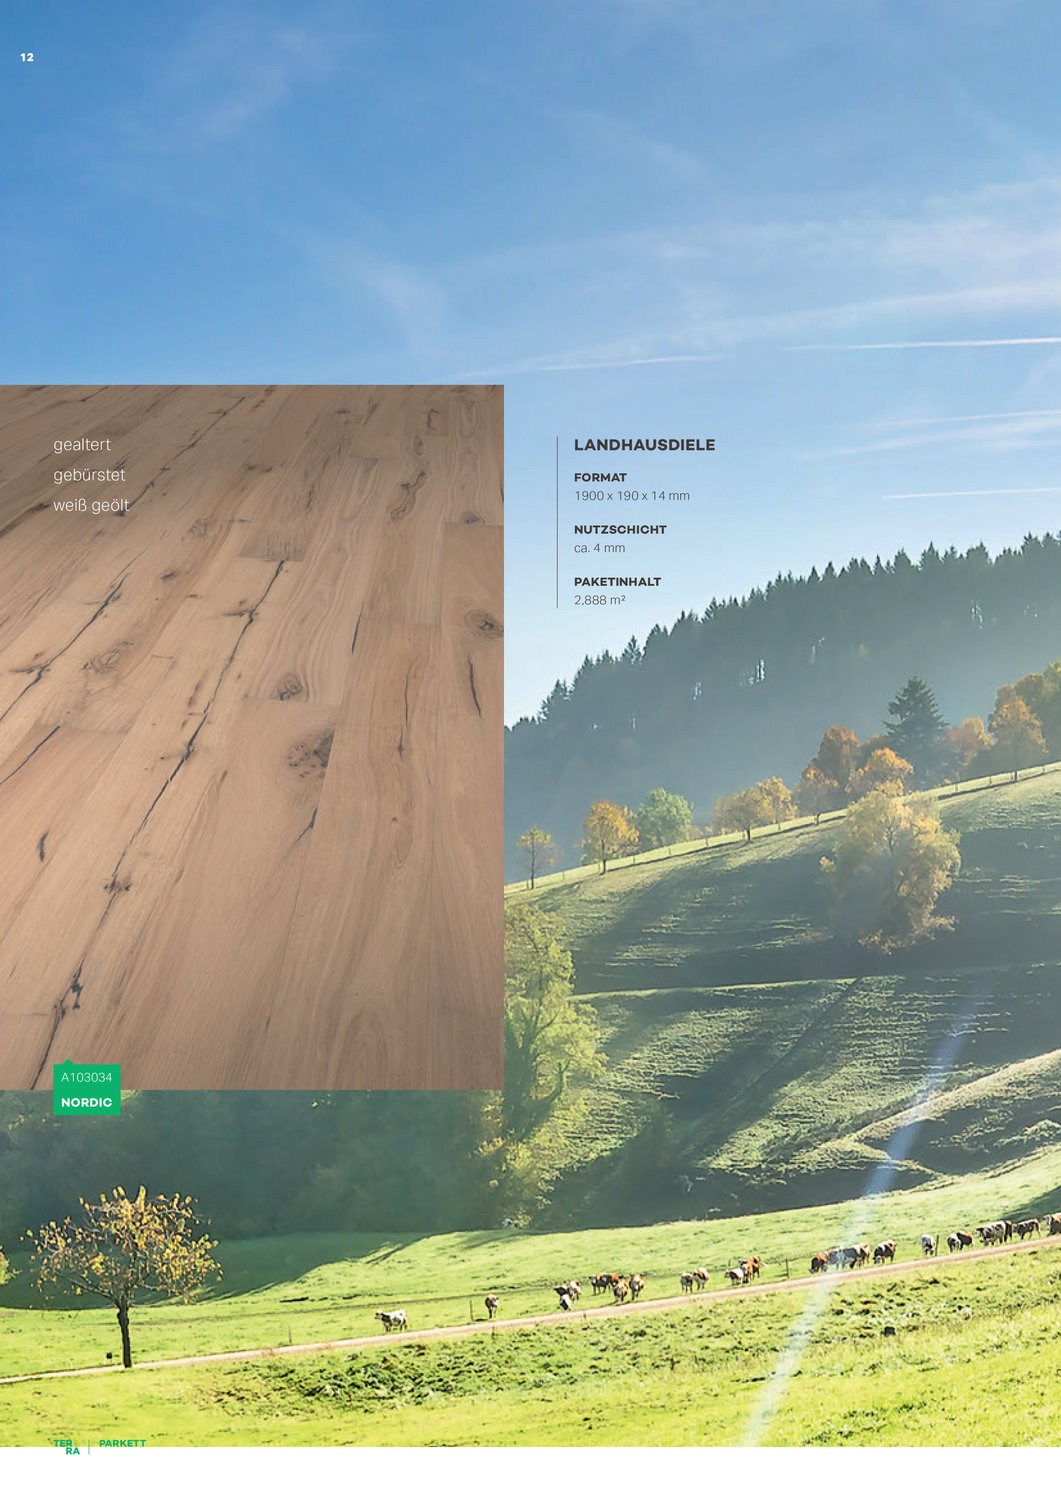 12
gealtert
gebürstet
weiß geölt
LANDHAUSDIELE
FORMAT
1900 x 190 x 14 mm
NUTZSCHICHT
ca. 4 mm
PAKETINHALT
2,888 m²
A103034
NORDIC
TER
RA
PARKETT